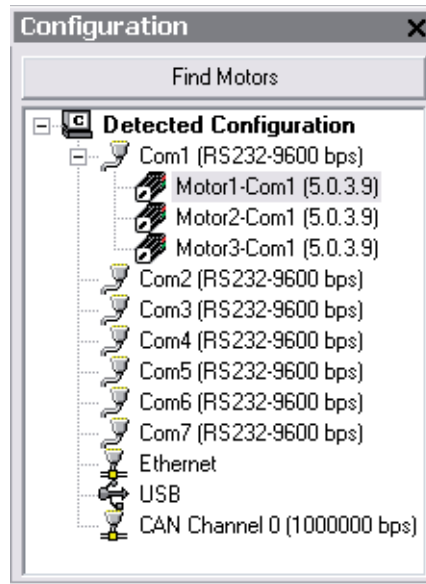 Configuration
Find Motors
Detected Configuration
Com1 (RS232-9600 bps)
Motor1-Com1 (5.0.3.9)
Motor2-Com1 (5.0.3.9)
Motor3-Com1 (5.0.3.9)
Com2 (RS232-9600 bps)
Com3 (RS232-9600 bps)
Com4 (RS232-9600 bps)
Com5 (RS232-9600 bps)
Com6 (RS232-9600 bps)
Com7 (RS232-9600 bps)
Ethernet
USB
CAN Channel 0 (1000000 bps)